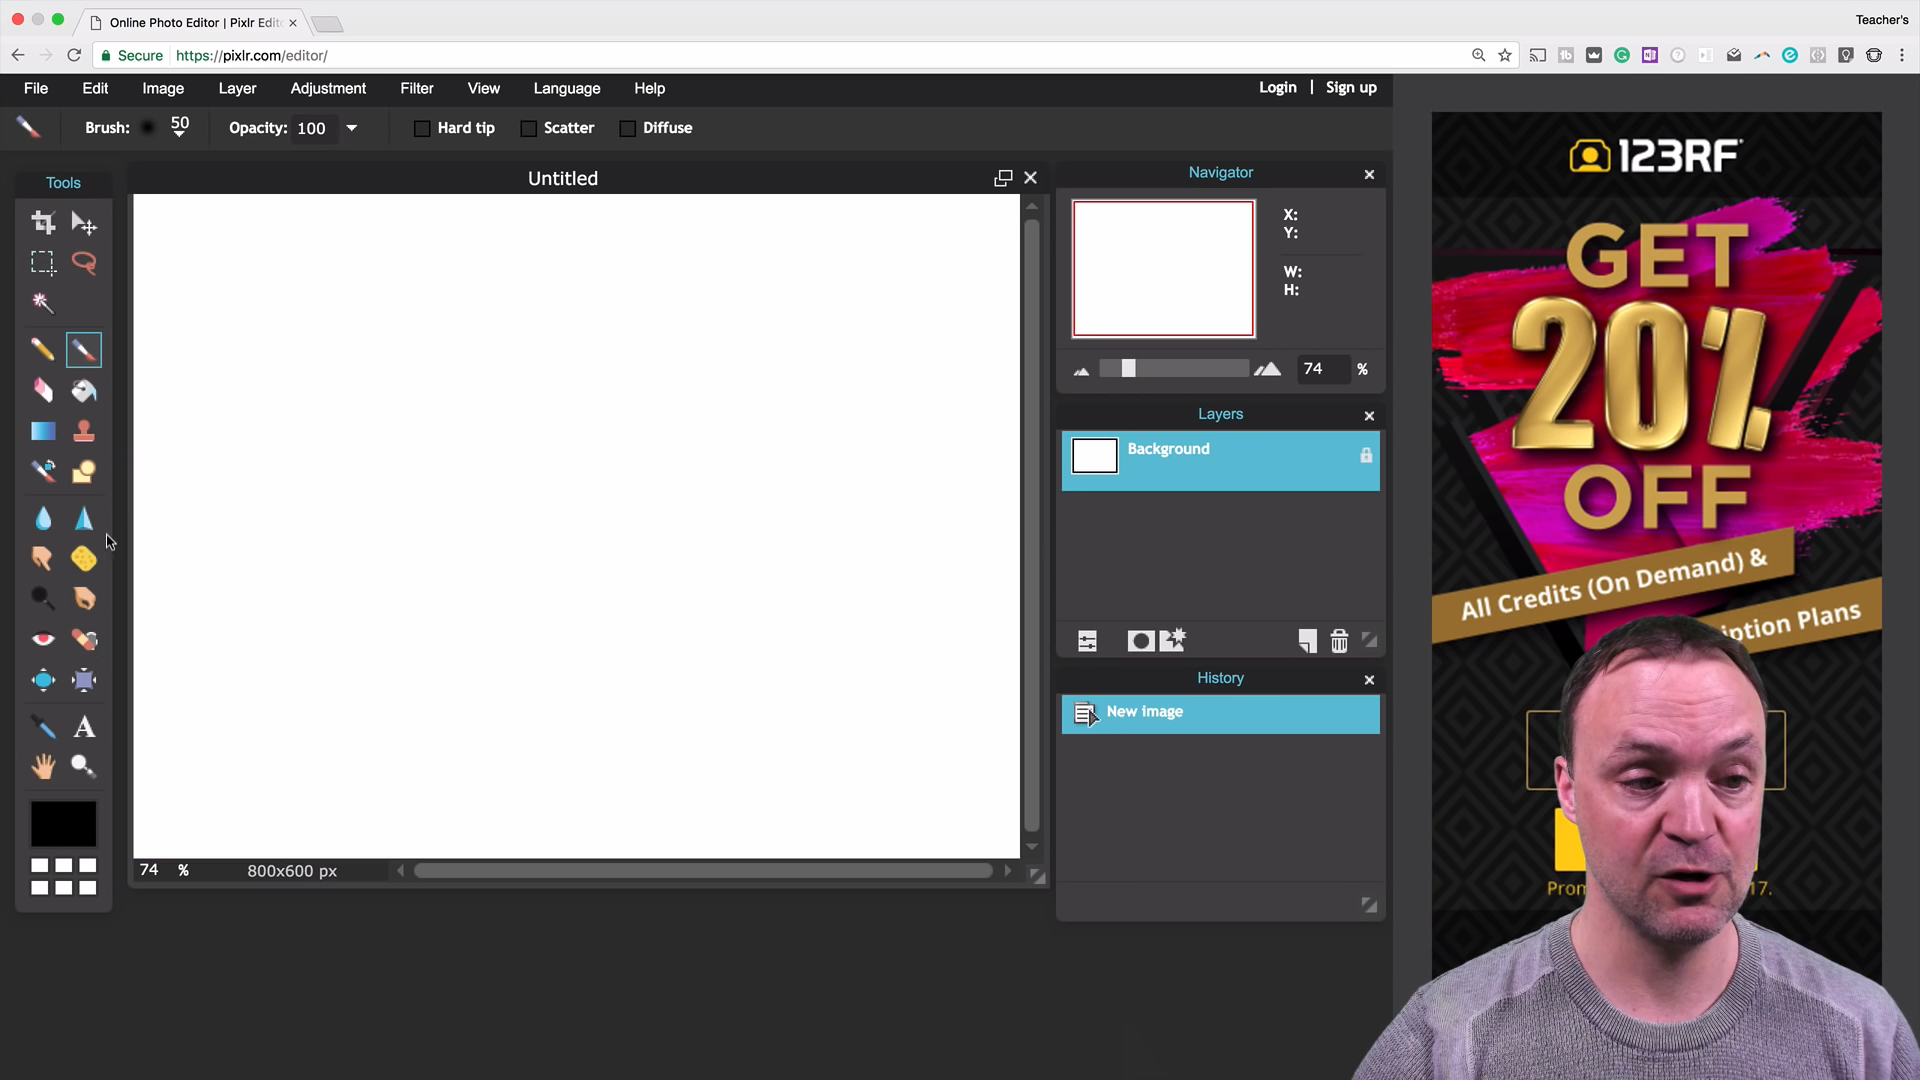 Online Photo Editor | Pixlr Edit
Teacher's
Secure
https://pixlr.com/editor/
File Edit Image Layer Adjustment Filter View Language Help
Login | Sign up
Brush: 50 Opacity: 100 Hard tip Scatter Diffuse
Tools
Untitled
74 % 800x600 px
Navigator
X:
Y:
W:
H:
74 %
Layers
Background
History
New image
123RF
GET
20%
OFF
All Credits (On Demand) &
Plans
17.